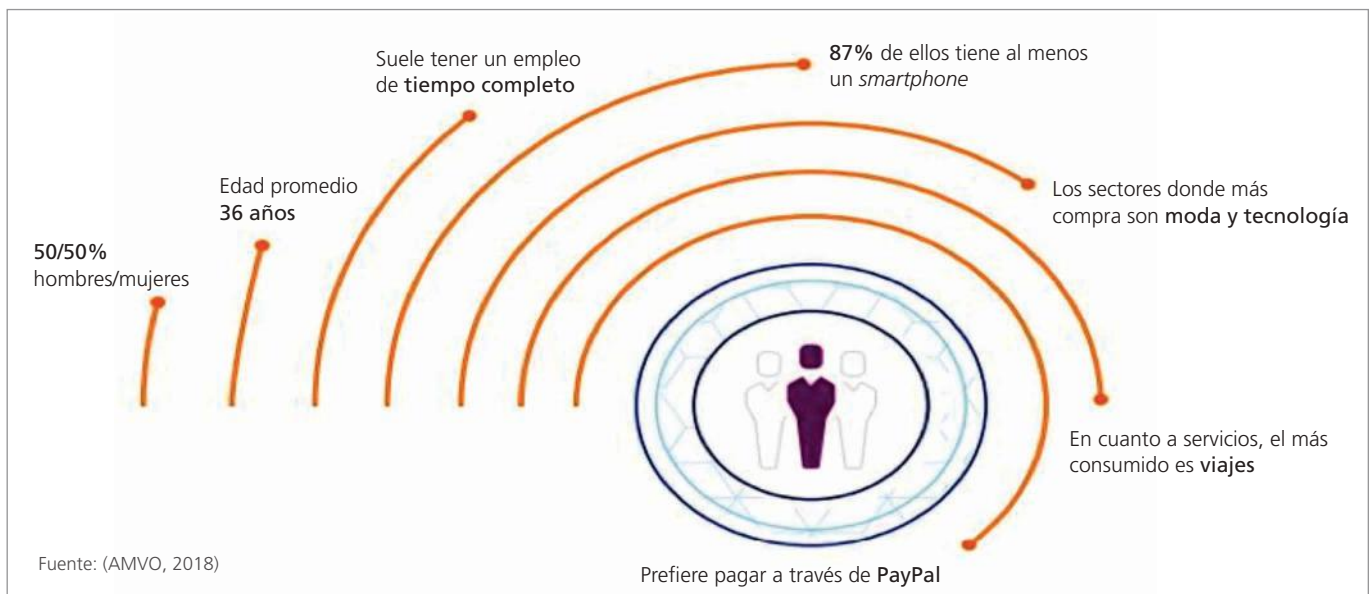 50/50%
hombres/mujeres
Edad promedio
36 años
Suele tener un empleo
de tiempo completo
87% de ellos tiene al menos
un smartphone
Los sectores donde más
compra son moda y tecnología
En cuanto a servicios, el más
consumido es viajes
Prefiere pagar a través de PayPal
Fuente: (AMVO, 2018)